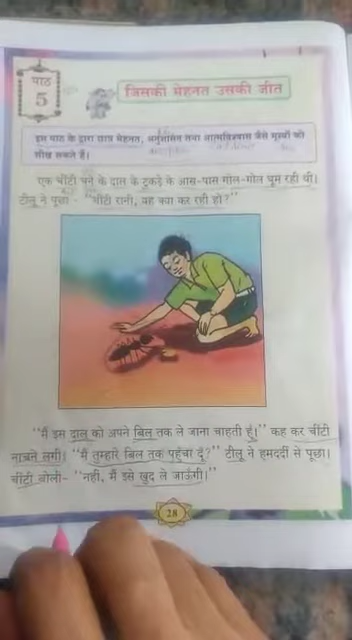 पाठ
5
जिसकी मेहनत उसकी जीत
इस पाठ के द्वारा छात्र मेहनत, अनुशासन तथा आत्मविश्वास जैसे मूल्यों को
सीख सकते हैं।
एक चींटी चने के दाल के टुकड़े के आस-पास गोल-गोल घूम रही थी।
टीलू ने पूछा - "चींटी रानी, यह क्या कर रही हो?"
"मैं इस दाल को अपने बिल तक ले जाना चाहती हूं।" कह कर चींटी
नाचने लगी। "मैं तुम्हारे बिल तक पहुंचा दूं?" टीलू ने हमदर्दी से पूछा।
चींटी बोली- "नहीं, मैं इसे खुद ले जाऊंगी।"
28